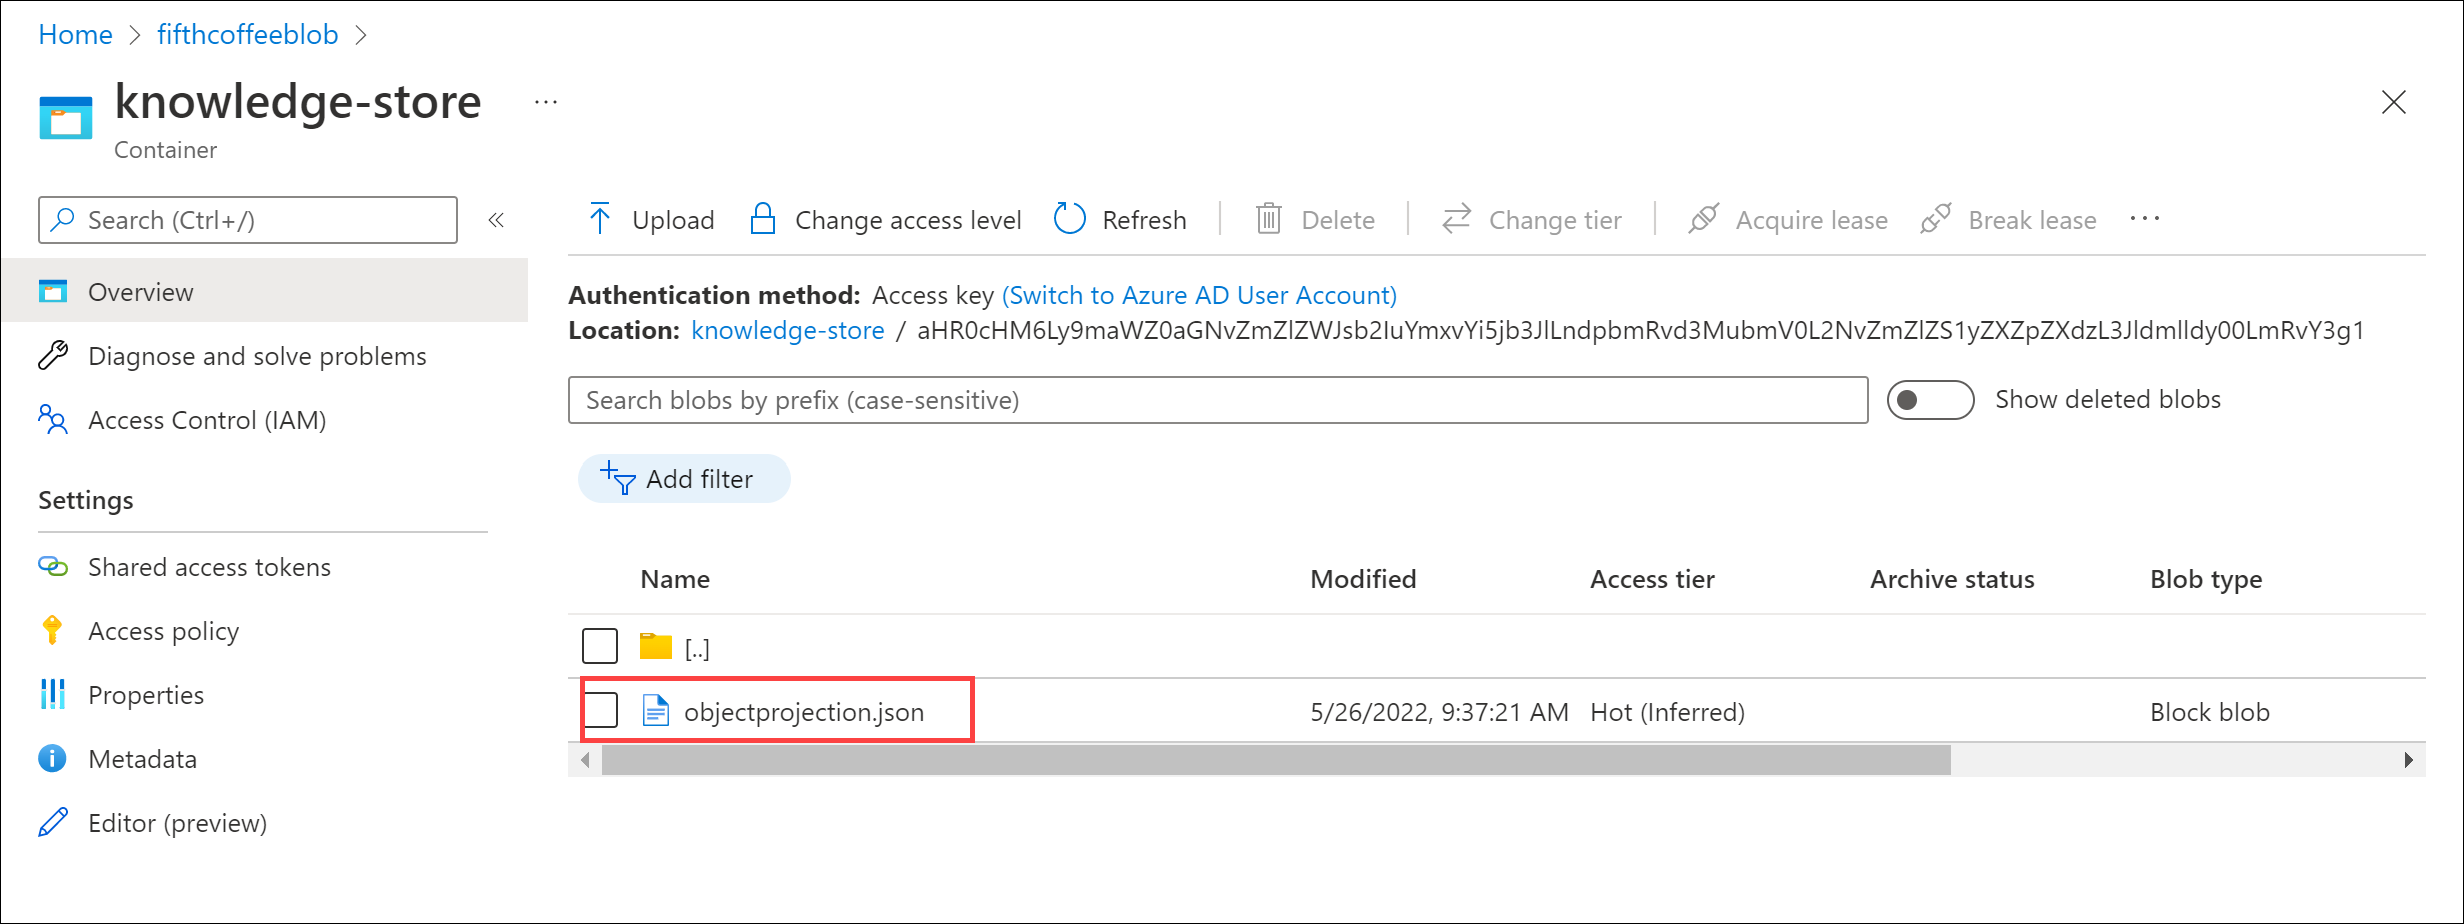 Home > fifthcoffeeblob >
knowledge-store ...
Container
Search (Ctrl+/) «
Overview
Diagnose and solve problems
Access Control (IAM)
Settings
Shared access tokens
Access policy
Properties
Metadata
Editor (preview)
Upload Change access level Refresh Delete Change tier Acquire lease Break lease ...
Authentication method: Access key (Switch to Azure AD User Account)
Location: knowledge-store / aHR0cHM6Ly9maWZ0aGNvZmZlZWJsb2IuYmxvYi5jb3JlLndpbmRvd3MubmV0L2NvZmZlZS1yZXZpZXdzL3Jldmlldy00LmRvY3g1
Search blobs by prefix (case-sensitive) Show deleted blobs
Add filter
Name Modified Access tier Archive status Blob type
[..]
objectprojection.json 5/26/2022, 9:37:21 AM Hot (Inferred) Block blob